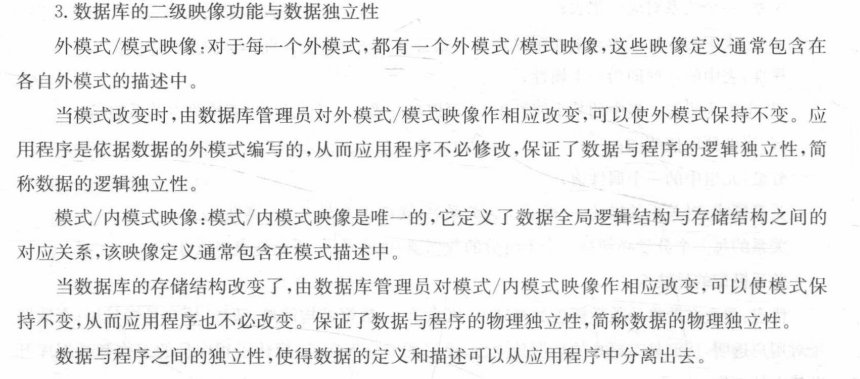 3. 数据库的二级映像功能与数据独立性
外模式/模式映像:对于每一个外模式,都有一个外模式/模式映像,这些映像定义通常包含在
各自外模式的描述中。
当模式改变时,由数据库管理员对外模式/模式映像作相应改变,可以使外模式保持不变。应
用程序是依据数据的外模式编写的,从而应用程序不必修改,保证了数据与程序的逻辑独立性,简
称数据的逻辑独立性。
模式/内模式映像:模式/内模式映像是唯一的,它定义了数据全局逻辑结构与存储结构之间的
对应关系,该映像定义通常包含在模式描述中。
当数据库的存储结构改变了,由数据库管理员对模式/内模式映像作相应改变,可以使模式保
持不变,从而应用程序也不必改变。保证了数据与程序的物理独立性,简称数据的物理独立性。
数据与程序之间的独立性,使得数据的定义和描述可以从应用程序中分离出去。